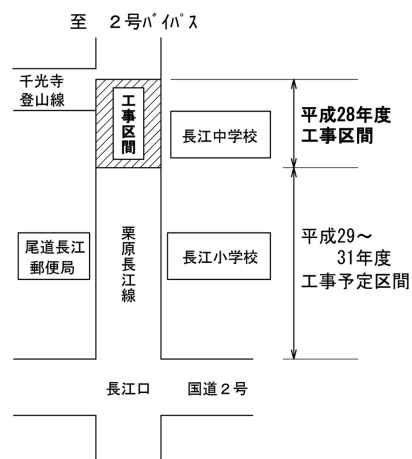 至 2号バイパス
千光寺
登山線
工事区間
平成28年度
工事区間
長江中学校
尾道長江
郵便局
栗原長江線
長江小学校
平成29～
31年度
工事予定区間
長江口 国道2号